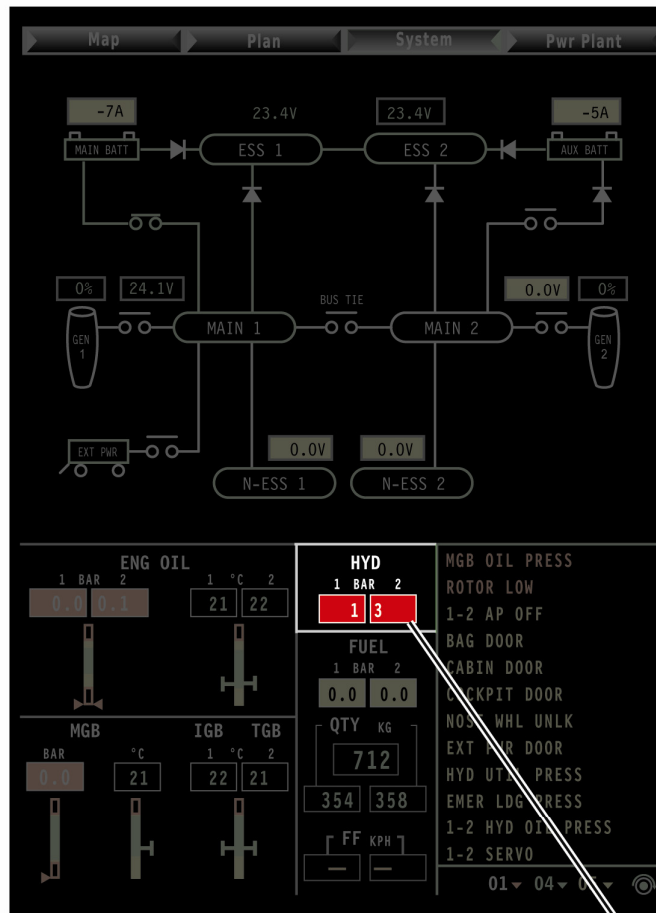 Map Plan System Pwr Plant
-7A 23.4V 23.4V -5A
MAIN BATT ESS 1 ESS 2 AUX BATT
0% 24.1V BUS TIE 0.0V 0%
GEN 1 MAIN 1 MAIN 2 GEN 2
EXT PWR 0.0V 0.0V
N-ESS 1 N-ESS 2
ENG OIL
1 BAR 2 1 °C 2
0.0 0.1 21 22
MGB IGB TGB
BAR °C 1 °C 2
0.0 21 22 21
HYD
1 BAR 2
1 3
FUEL
1 BAR 2
0.0 0.0
QTY KG
712
354 358
FF KPH
— —
MGB OIL PRESS
ROTOR LOW
1-2 AP OFF
BAG DOOR
CABIN DOOR
COCKPIT DOOR
NOSE WHL UNLK
EXT PWR DOOR
HYD UTIL PRESS
EMER LDG PRESS
1-2 HYD OIL PRESS
1-2 SERVO
01 04 05